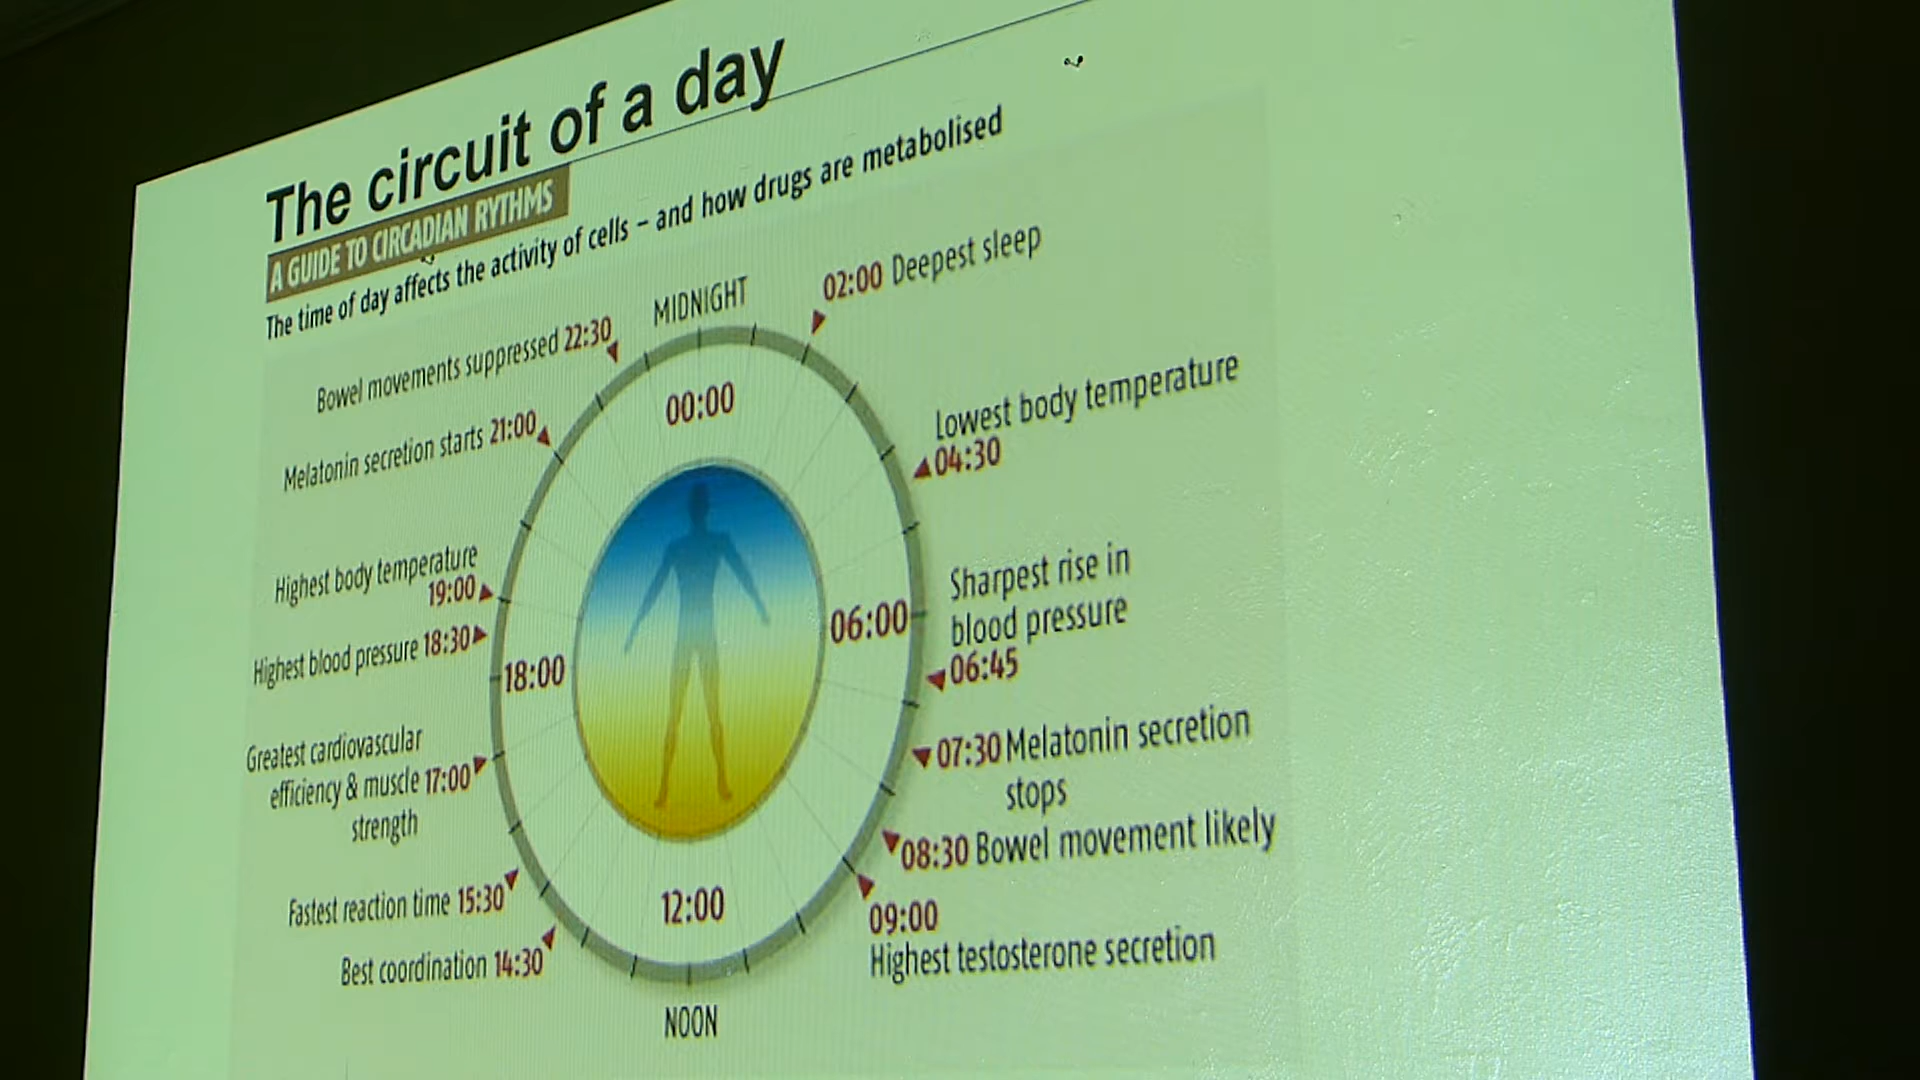 The circuit of a day
A GUIDE TO CIRCADIAN RYTHMS
The time of day affects the activity of cells – and how drugs are metabolised
MIDNIGHT
02:00 Deepest sleep
Lowest body temperature
04:30
Sharpest rise in
blood pressure
06:45
07:30 Melatonin secretion
stops
08:30 Bowel movement likely
09:00
Highest testosterone secretion
NOON
Best coordination 14:30
Fastest reaction time 15:30
Greatest cardiovascular
efficiency & muscle 17:00
strength
Highest blood pressure 18:30
Highest body temperature
19:00
Melatonin secretion starts 21:00
Bowel movements suppressed 22:30
00:00
06:00
12:00
18:00